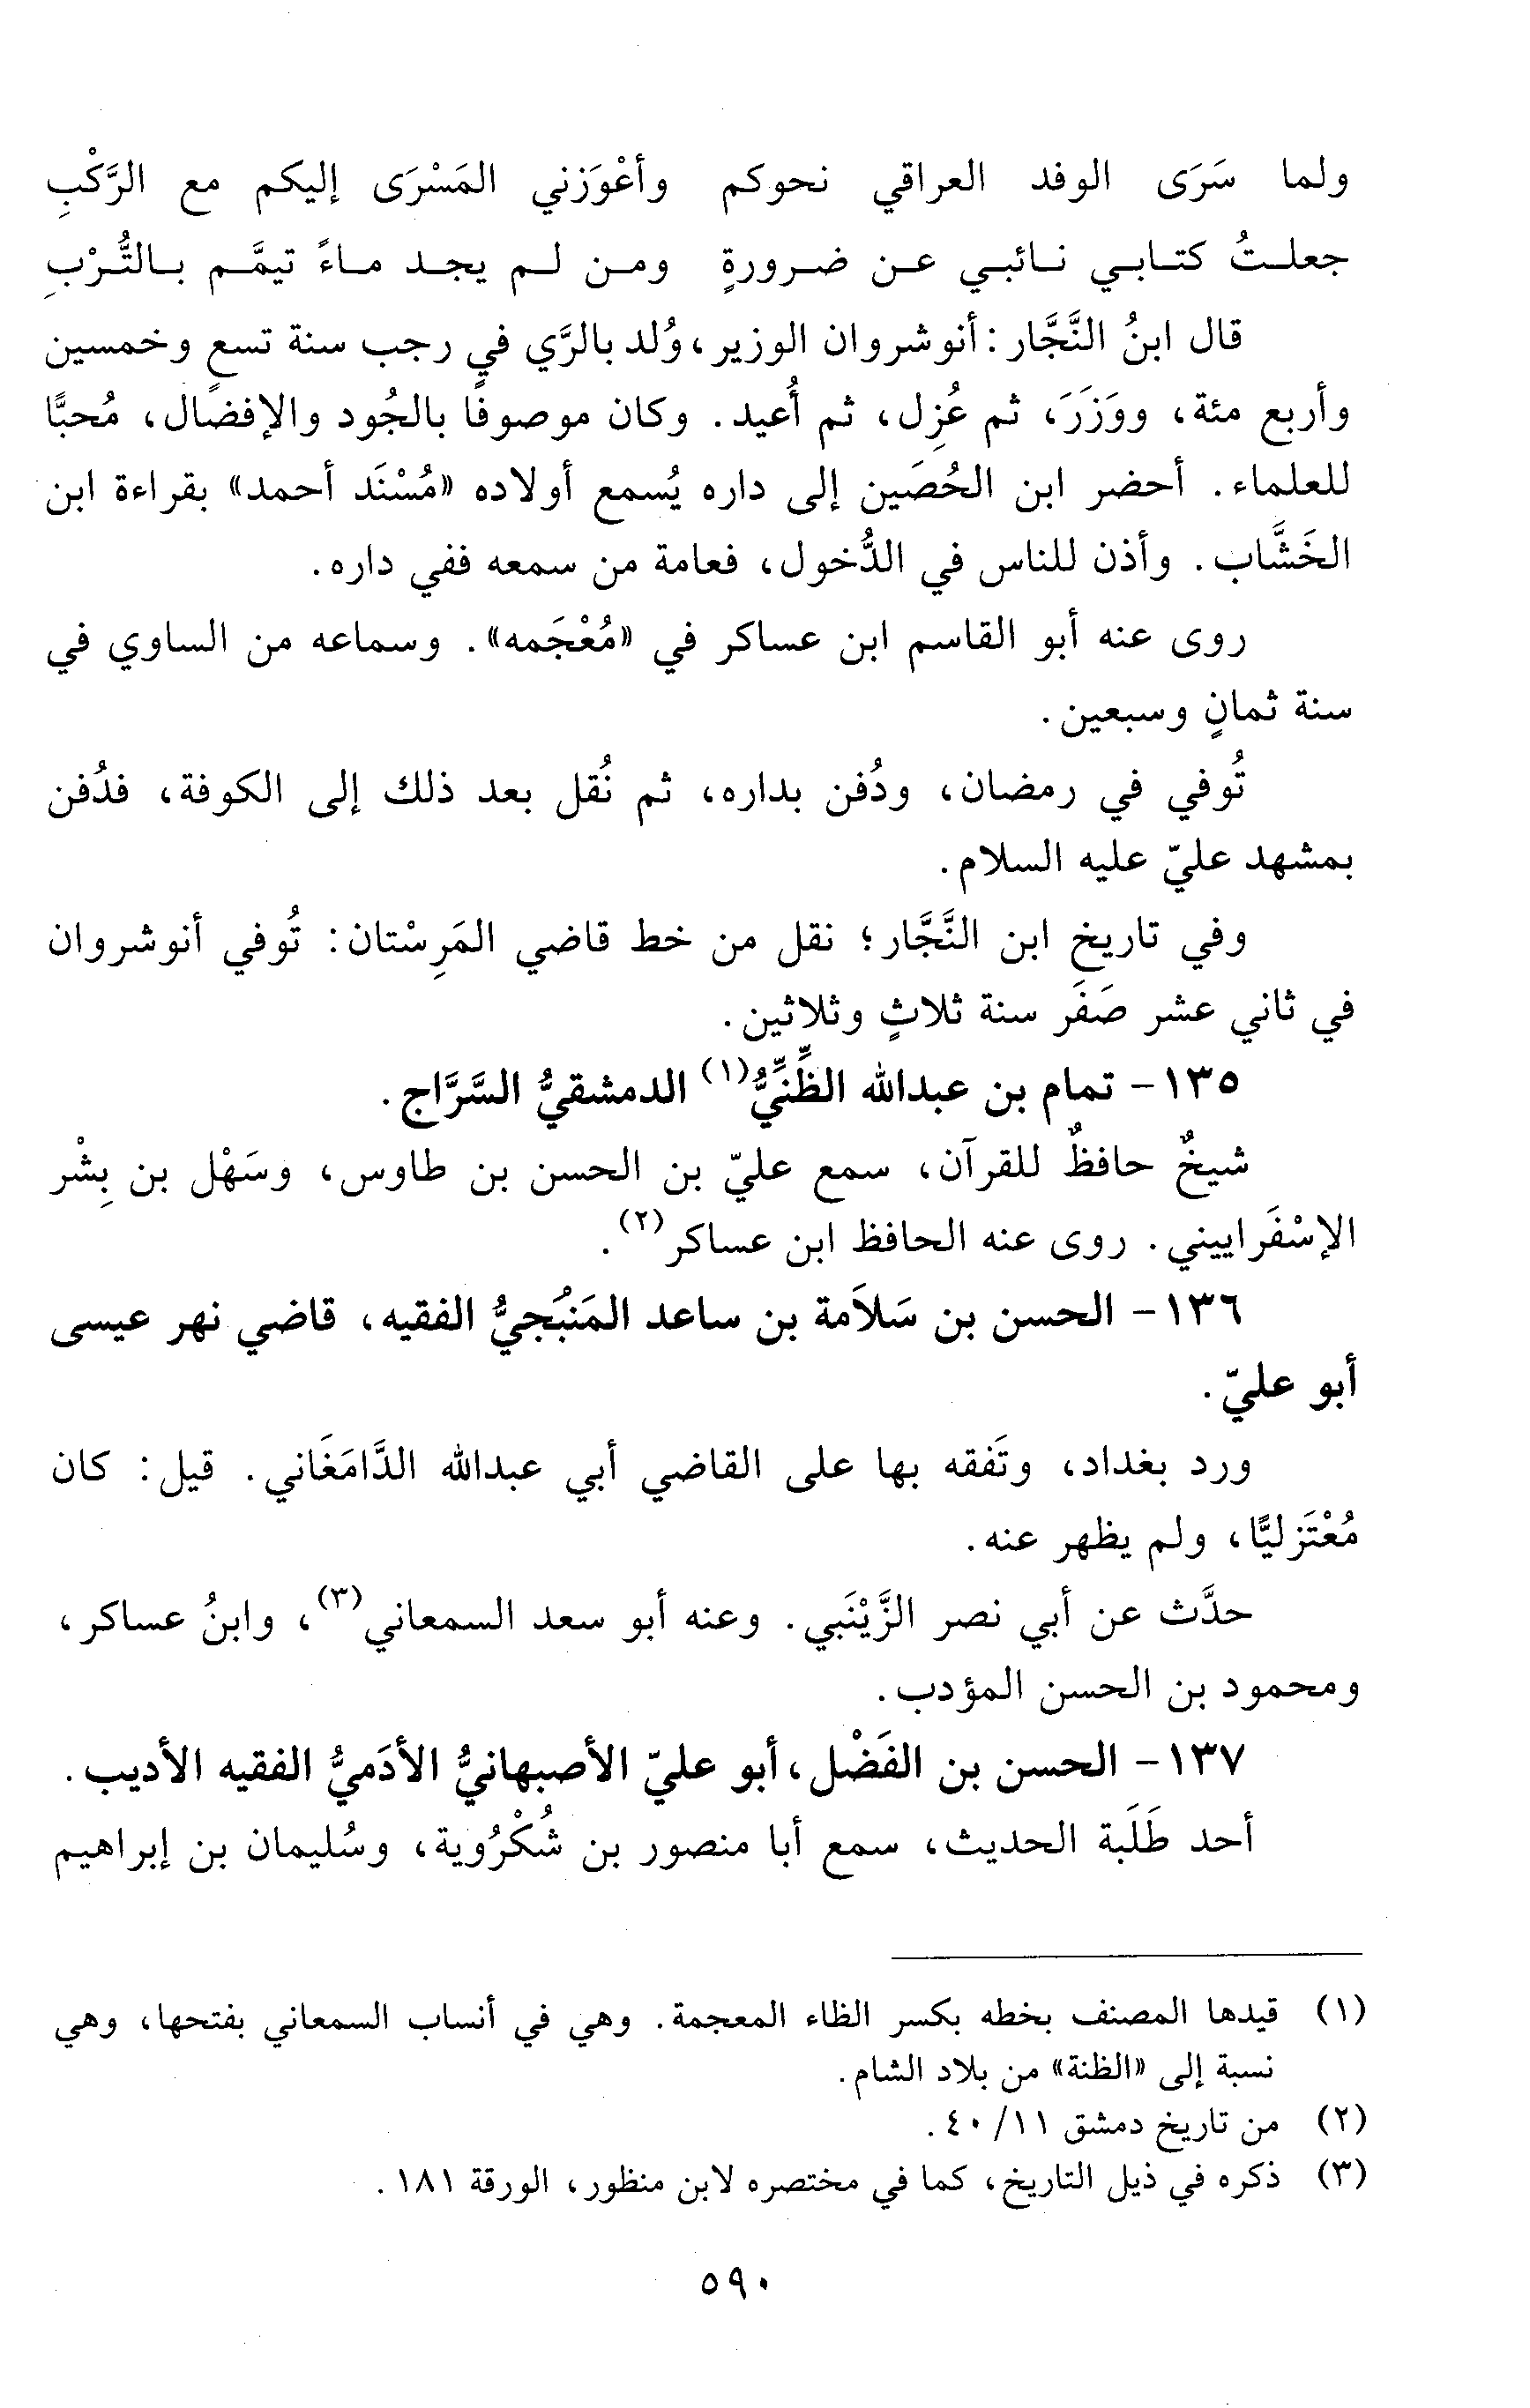 ولما سَرَى الوفد العراقي نحوكم وأعْوَزني المَسْرَى إليكم مع الرَّكْبِ
جعلتُ كتابي نائبي عن ضرورةٍ ومن لم يجد ماءً تيمَّم بالتُّرْبِ
قال ابنُ النَّجَّار: أنوشروان الوزير، وُلد بالرَّي في رجب سنة تسع وخمسين
وأربع مئة، ووَزَرَ، ثم عُزِل، ثم أُعيد. وكان موصوفًا بالجُود والإفضال، مُحبًّا
للعلماء. أحضر ابن الحُصَين إلى داره يُسمع أولاده «مُسْنَد أحمد» بقراءة ابن
الخَشَّاب. وأذن للناس في الدُّخول، فعامة من سمعه ففي داره.
روى عنه أبو القاسم ابن عساكر في «مُعْجَمه». وسماعه من الساوي في
سنة ثمانٍ وسبعين.
تُوفي في رمضان، ودُفن بداره، ثم نُقل بعد ذلك إلى الكوفة، فدُفن
بمشهد عليّ عليه السلام.
وفي تاريخ ابن النَّجَّار؛ نقل من خط قاضي المَرِسْتان: تُوفي أنوشروان
في ثاني عشر صَفَر سنة ثلاثٍ وثلاثين.
١٣٥- تمام بن عبدالله الظِّنِّيُّ(١) الدمشقيُّ السَّرَّاج.
شيخٌ حافظٌ للقرآن، سمع عليّ بن الحسن بن طاوس، وسَهْل بن بِشْر
الإسْفَراييني. روى عنه الحافظ ابن عساكر(٢).
١٣٦- الحسن بن سَلاَمة بن ساعد المَنبُجيُّ الفقيه، قاضي نهر عيسى
أبو عليّ.
ورد بغداد، وتَفقه بها على القاضي أبي عبدالله الدَّامَغَاني. قيل: كان
مُعْتَزليًّا، ولم يظهر عنه.
حدَّث عن أبي نصر الزَّيْنَبي. وعنه أبو سعد السمعاني(٣)، وابنُ عساكر،
ومحمود بن الحسن المؤدب.
١٣٧- الحسن بن الفَضْل، أبو عليّ الأصبهانيُّ الأدَميُّ الفقيه الأديب.
أحد طَلَبة الحديث، سمع أبا منصور بن شُكْرُوية، وسُليمان بن إبراهيم
(١) قيدها المصنف بخطه بكسر الظاء المعجمة. وهي في أنساب السمعاني بفتحها، وهي
نسبة إلى «الظنة» من بلاد الشام.
(٢) من تاريخ دمشق ١١/ ٤٠.
(٣) ذكره في ذيل التاريخ، كما في مختصره لابن منظور، الورقة ١٨١.
٥٩٠